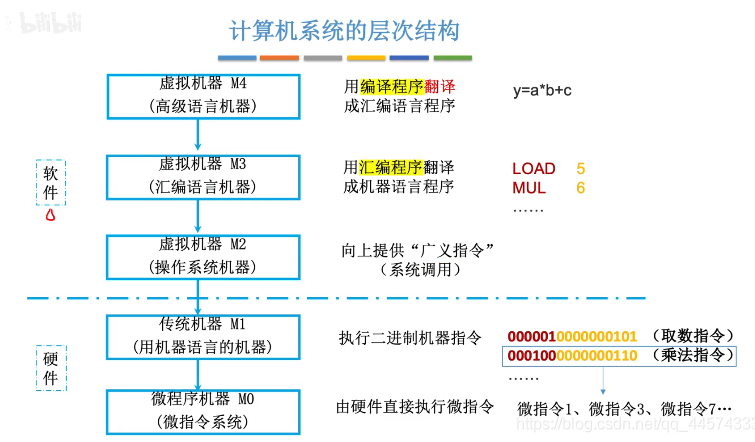 bilibili
计算机系统的层次结构
虚拟机器 M4
(高级语言机器)
用编译程序翻译
成汇编语言程序
y=a*b+c
软
件
虚拟机器 M3
(汇编语言机器)
用汇编程序翻译
成机器语言程序
LOAD 5
MUL 6
……
虚拟机器 M2
(操作系统机器)
向上提供“广义指令”
(系统调用)
硬
件
传统机器 M1
(用机器语言的机器)
执行二进制机器指令
0000010000000101 (取数指令)
0001000000000110 (乘法指令)
……
微程序机器 M0
(微指令系统)
由硬件直接执行微指令
微指令1、微指令3、微指令7…
https://blog.csdn.net/qq_44574333